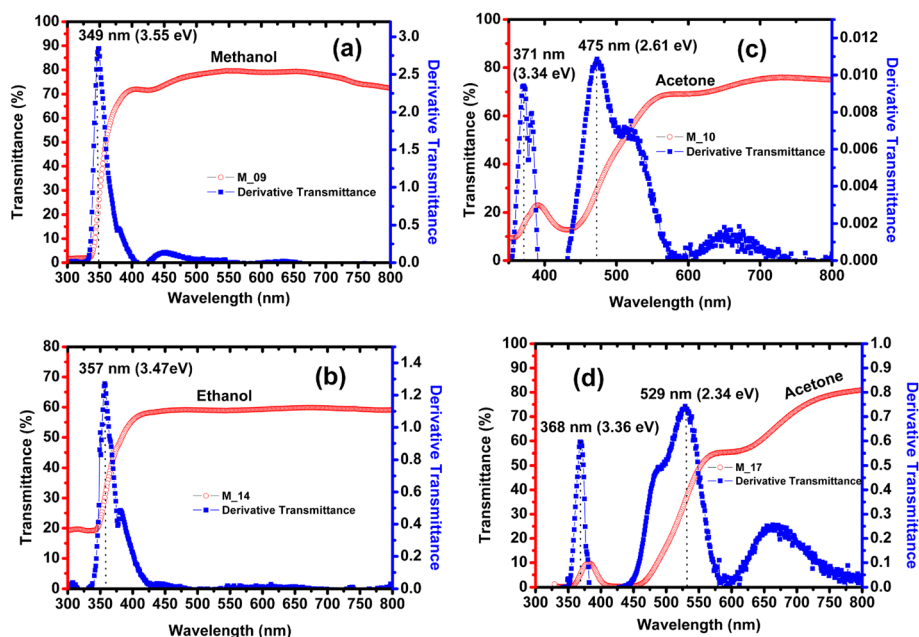 349 nm (3.55 eV)
(a)
Methanol
M_09
Derivative Transmittance
Transmittance (%)
Derivative Transmittance
100
90
80
70
60
50
40
30
20
10
0
3.0
2.5
2.0
1.5
1.0
0.5
0.0
300 350 400 450 500 550 600 650 700 750 800
Wavelength (nm)
371 nm
(3.34 eV)
475 nm (2.61 eV)
(c)
Acetone
M_10
Derivative Transmittance
Transmittance (%)
Derivative Transmittance
100
80
60
40
20
0
0.012
0.010
0.008
0.006
0.004
0.002
0.000
400 500 600 700 800
Wavelength (nm)
357 nm (3.47eV)
(b)
Ethanol
M_14
Derivative Transmittance
Transmittance (%)
Derivative Transmittance
80
70
60
50
40
30
20
10
0
1.4
1.2
1.0
0.8
0.6
0.4
0.2
0.0
300 350 400 450 500 550 600 650 700 750 800
Wavelength (nm)
(d)
Acetone
529 nm (2.34 eV)
368 nm (3.36 eV)
M_17
Derivative Transmittance
Transmittance (%)
Derivative Transmittance
100
90
80
70
60
50
40
30
20
10
0
1.0
0.9
0.8
0.7
0.6
0.5
0.4
0.3
0.2
0.1
0.0
300 350 400 450 500 550 600 650 700 750 800
Wavelength (nm)